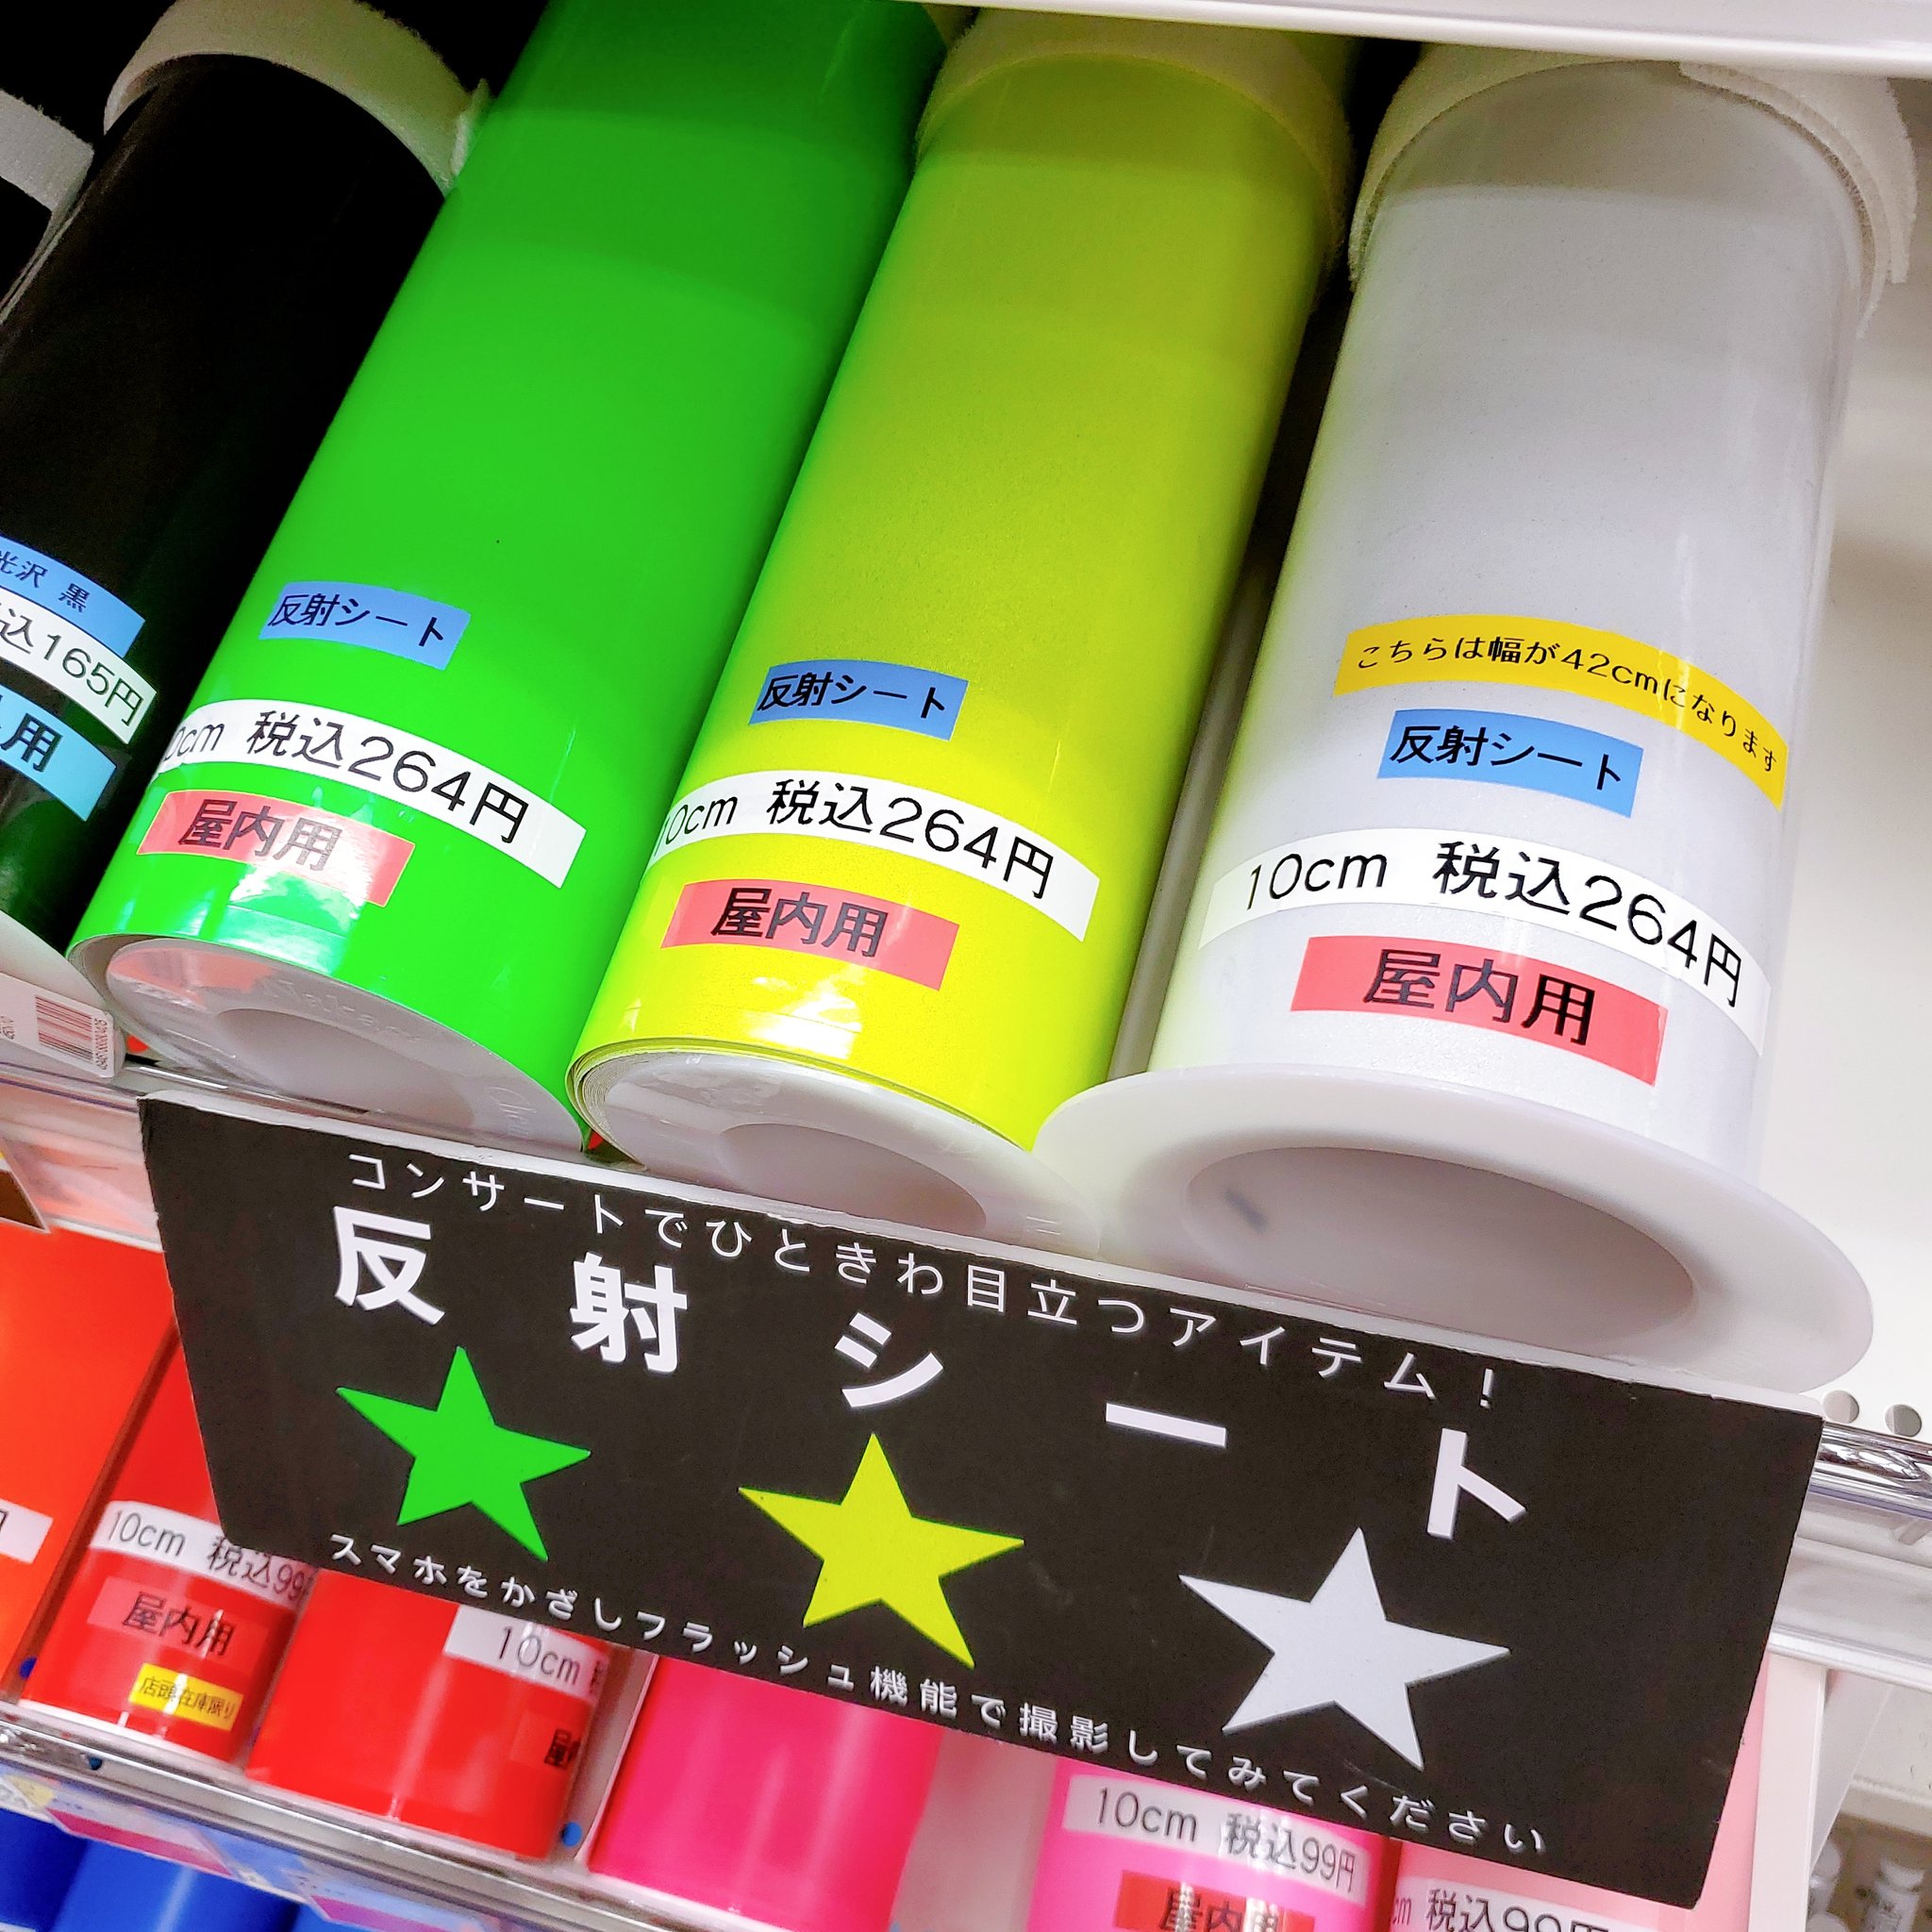 光沢 黒
込165円
用
反射シート
0cm 税込264円
屋内用
反射シート
10cm 税込264円
屋内用
こちらは幅が42cmになります
反射シート
10cm 税込264円
屋内用
コンサートでひときわ目立つアイテム!
反射シート
スマホをかざしフラッシュ機能で撮影してみてください
10cm 税込99
屋内用
店頭在庫限り
10cm
屋
10cm 税込99円
屋内用
cm 税込99円